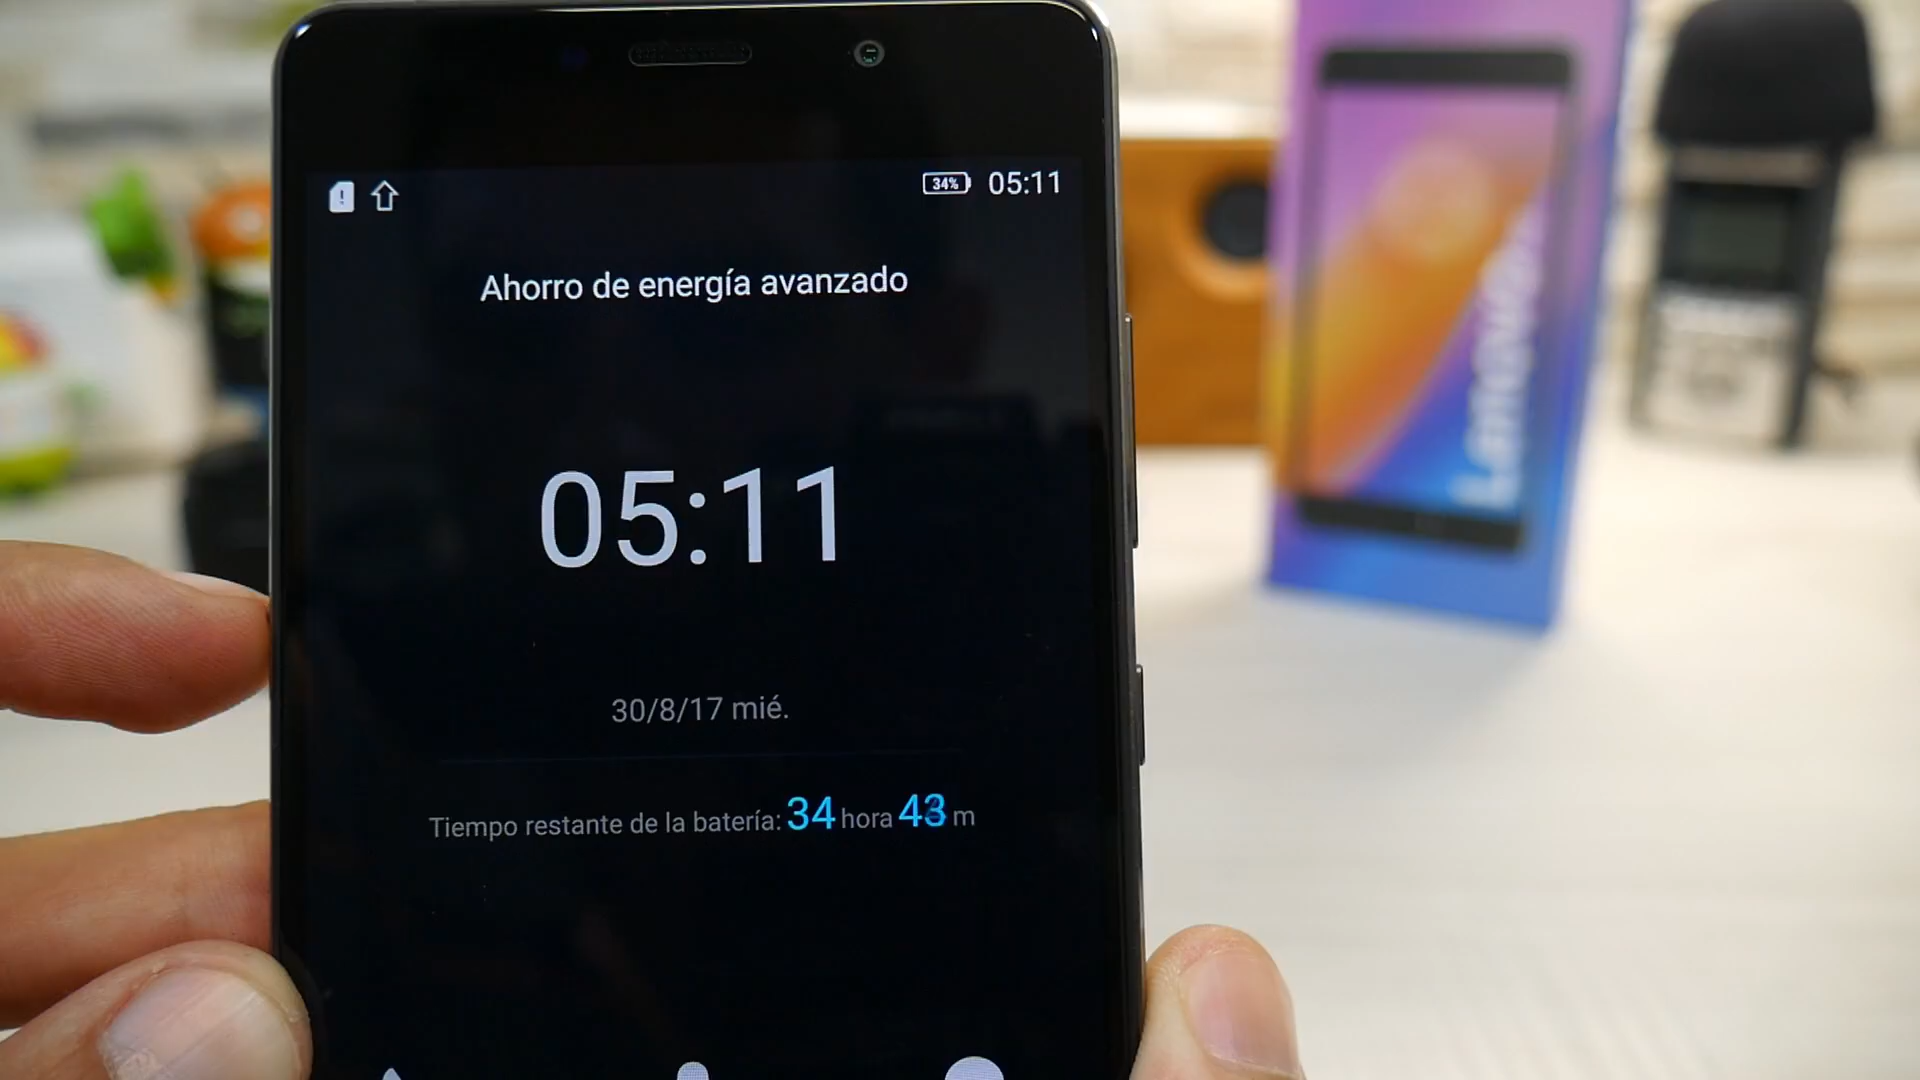 34% 05:11
Ahorro de energía avanzado
05:11
30/8/17 mié.
Tiempo restante de la batería: 34 hora 43 m
Lenovo